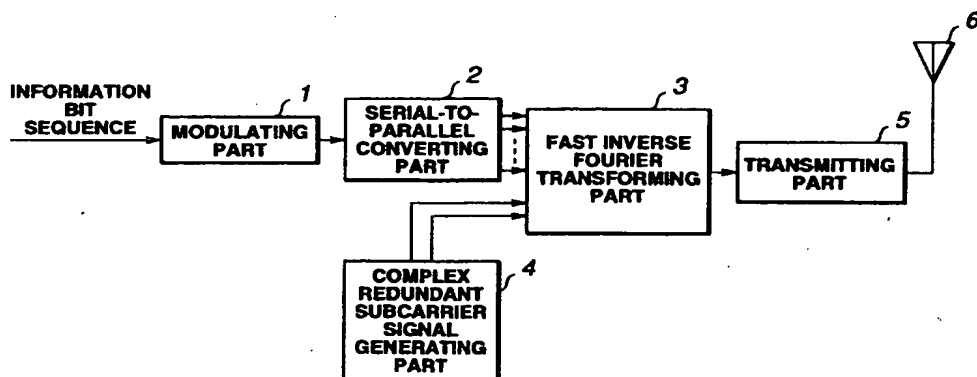 6
INFORMATION
BIT
SEQUENCE
1
MODULATING
PART
2
SERIAL-TO-
PARALLEL
CONVERTING
PART
3
FAST INVERSE
FOURIER
TRANSFORMING
PART
5
TRANSMITTING
PART
4
COMPLEX
REDUNDANT
SUBCARRIER
SIGNAL
GENERATING
PART